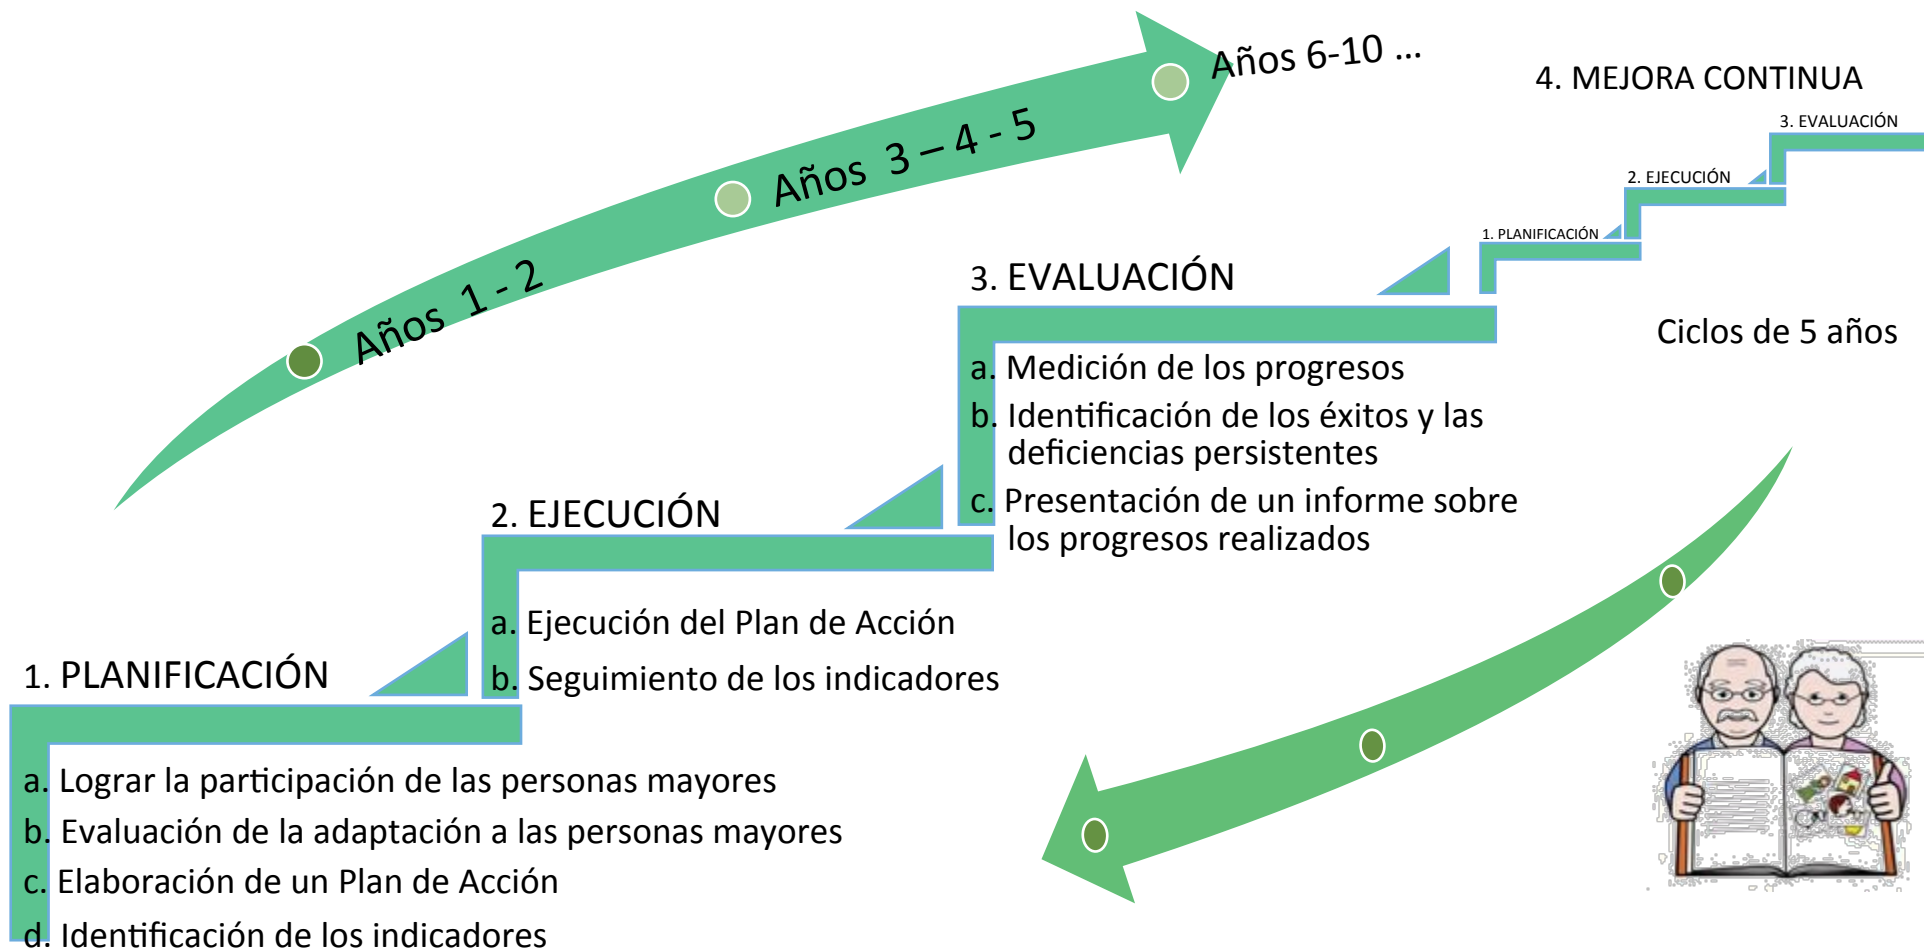 Años 1 - 2
Años 3 – 4 - 5
Años 6-10 ...
1. PLANIFICACIÓN
a. Lograr la participación de las personas mayores
b. Evaluación de la adaptación a las personas mayores
c. Elaboración de un Plan de Acción
d. Identificación de los indicadores
2. EJECUCIÓN
a. Ejecución del Plan de Acción
b. Seguimiento de los indicadores
3. EVALUACIÓN
a. Medición de los progresos
b. Identificación de los éxitos y las
deficiencias persistentes
c. Presentación de un informe sobre
los progresos realizados
4. MEJORA CONTINUA
1. PLANIFICACIÓN
2. EJECUCIÓN
3. EVALUACIÓN
Ciclos de 5 años